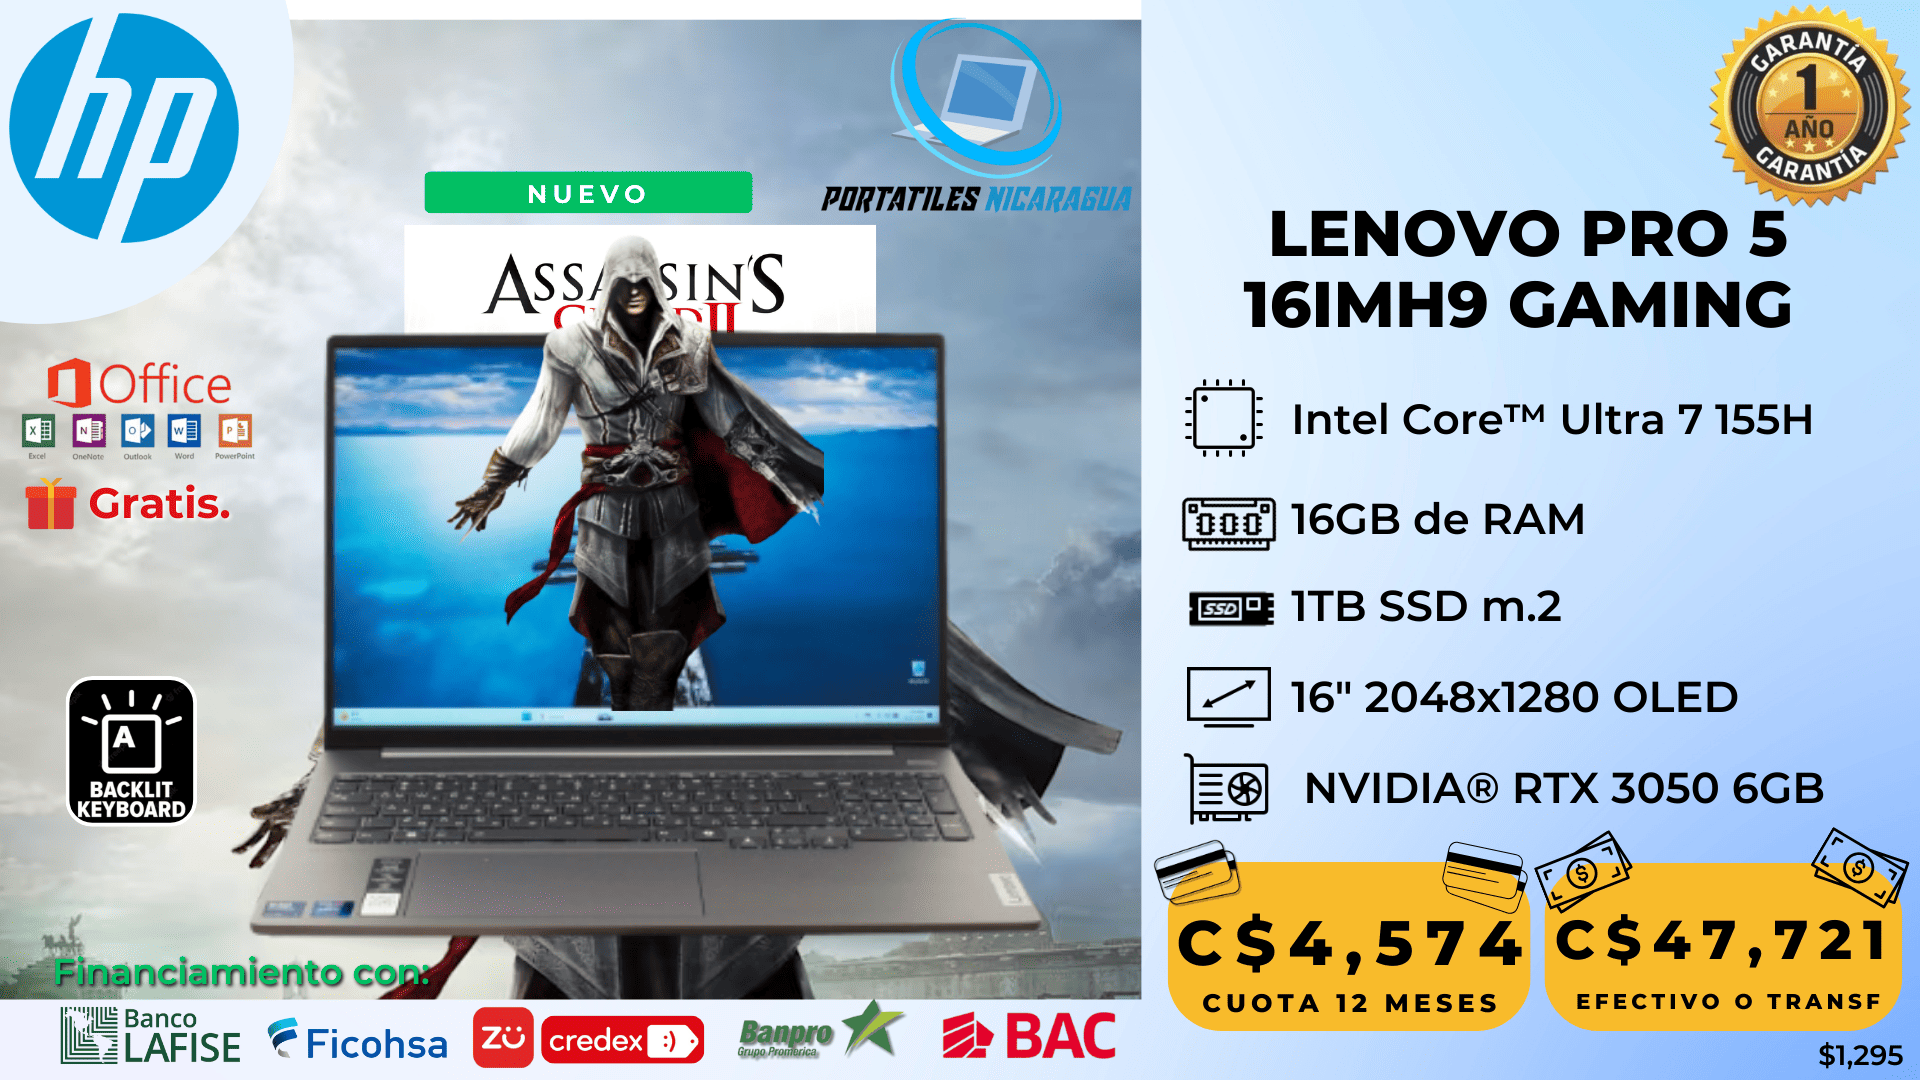 hp
NUEVO
PORTATILES NICARAGUA
GARANTÍA
1
AÑO
GARANTÍA
ASSASSIN'S
II
LENOVO PRO 5
16IMH9 GAMING
Office
Excel OneNote Outlook Word PowerPoint
Gratis.
Intel Core™ Ultra 7 155H
16GB de RAM
SSD
1TB SSD m.2
16" 2048x1280 OLED
NVIDIA® RTX 3050 6GB
A
BACKLIT
KEYBOARD
Lenovo
C$4,574
CUOTA 12 MESES
C$47,721
EFECTIVO O TRANSF
$1,295
Financiamiento con:
Banco
LAFISE
Ficohsa
zü
credex
Banpro
Grupo Promerica
BAC